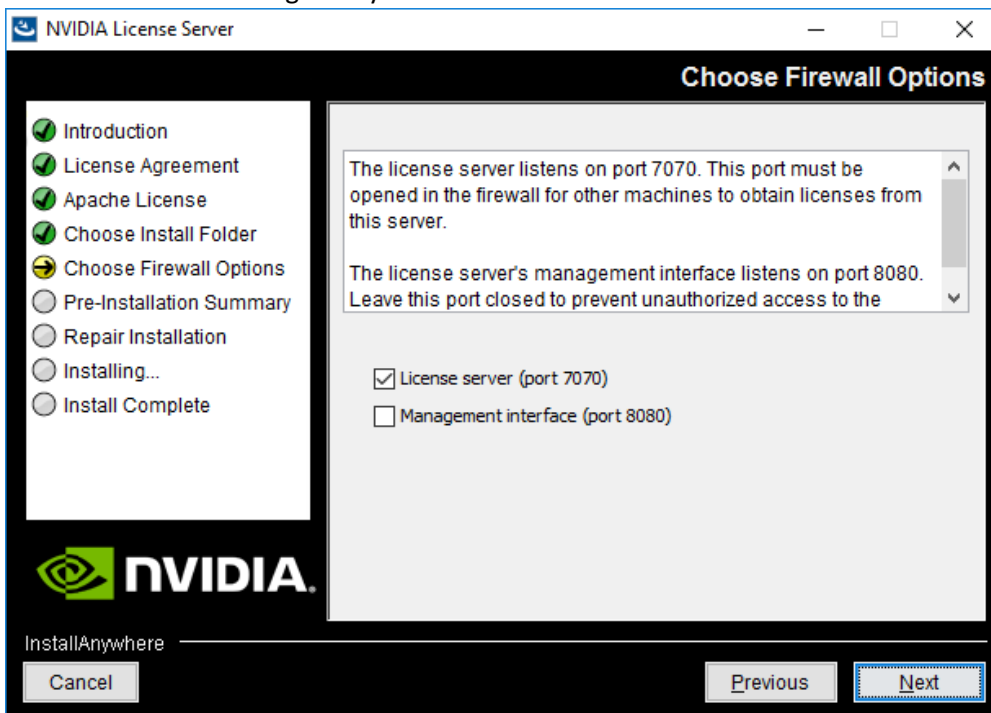 NVIDIA License Server
Choose Firewall Options
Introduction
License Agreement
Apache License
Choose Install Folder
Choose Firewall Options
Pre-Installation Summary
Repair Installation
Installing...
Install Complete
The license server listens on port 7070. This port must be
opened in the firewall for other machines to obtain licenses from
this server.
The license server's management interface listens on port 8080.
Leave this port closed to prevent unauthorized access to the
License server (port 7070)
Management interface (port 8080)
NVIDIA.
InstallAnywhere
Cancel
Previous
Next